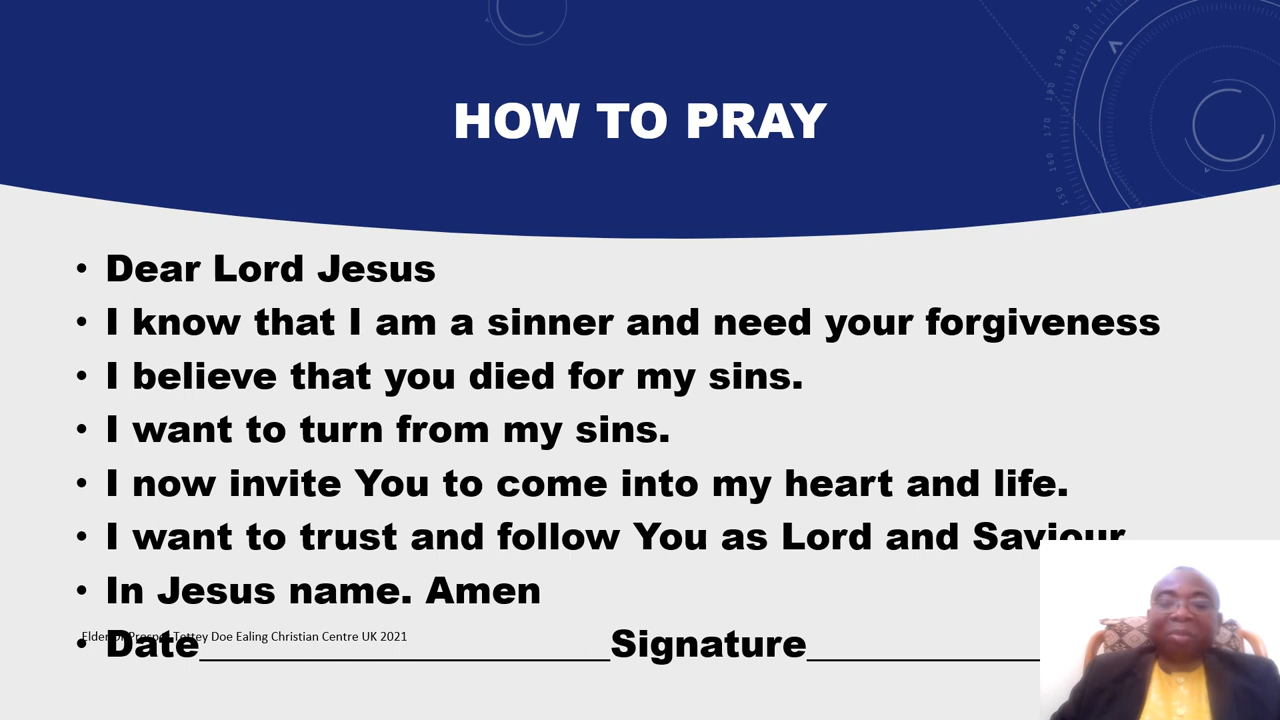 HOW TO PRAY
• Dear Lord Jesus
• I know that I am a sinner and need your forgiveness
• I believe that you died for my sins.
• I want to turn from my sins.
• I now invite You to come into my heart and life.
• I want to trust and follow You as Lord and Saviour
• In Jesus name. Amen
Tettey Doe Ealing Christian Centre UK 2021
• Date____________________Signature____________